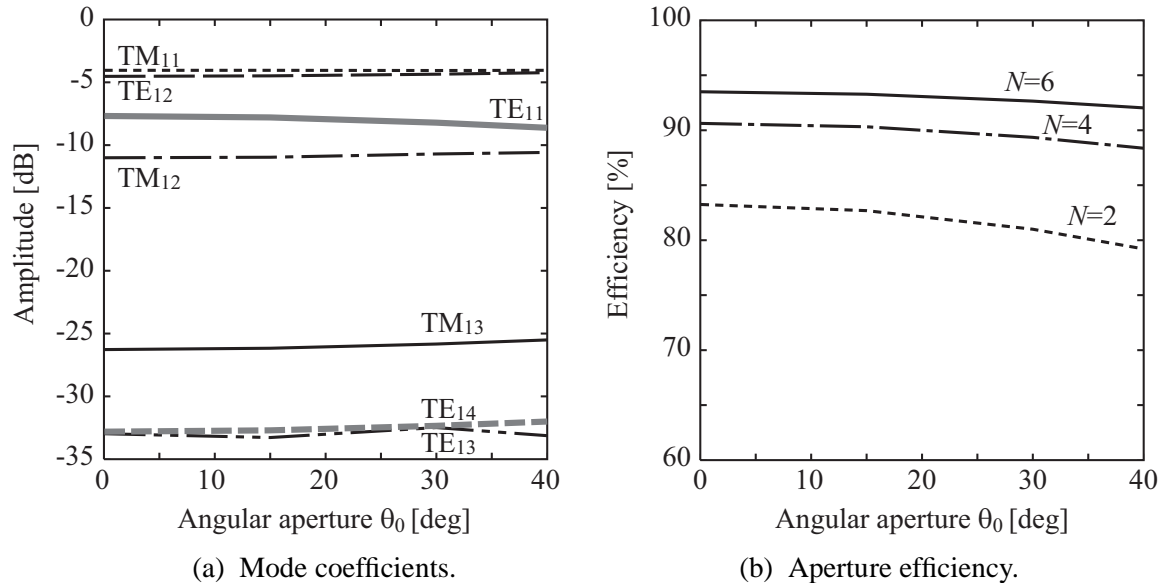 0
-5
-10
-15
-20
-25
-30
-35
Amplitude [dB]
TM11
TE12
TE11
TM12
TM13
TE14
TE13
0 10 20 30 40
Angular aperture θ0 [deg]
(a) Mode coefficients.
100
90
80
70
60
Efficiency [%]
N=6
N=4
N=2
0 10 20 30 40
Angular aperture θ0 [deg]
(b) Aperture efficiency.